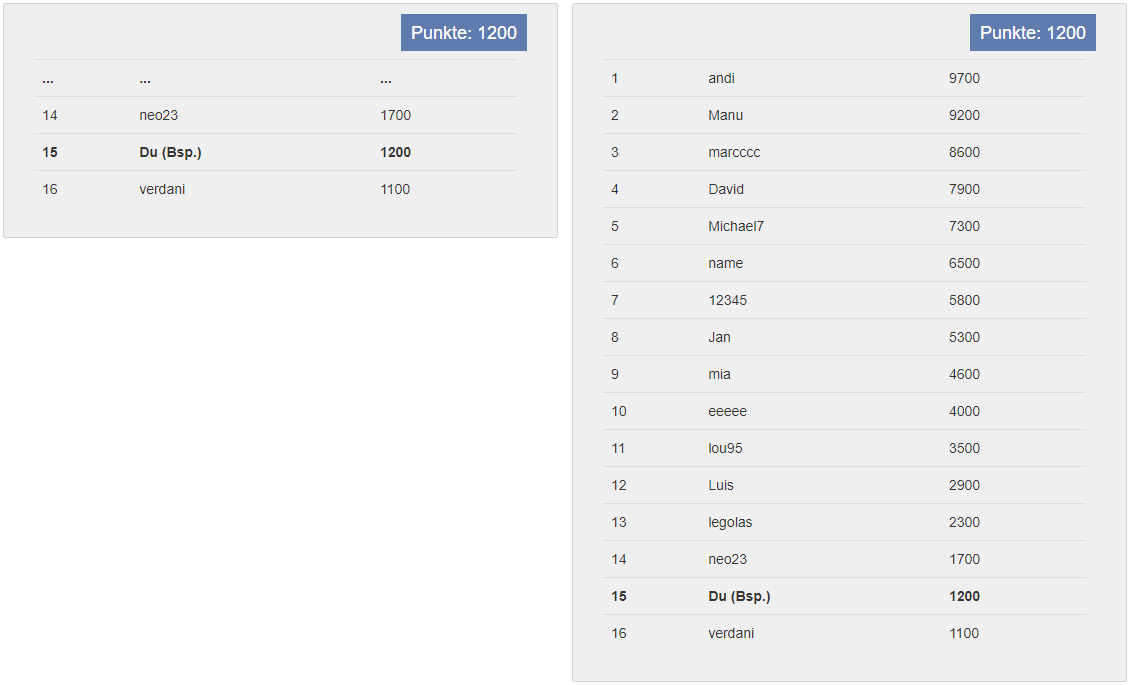 Punkte: 1200
... ... ...
14 neo23 1700
15 Du (Bsp.) 1200
16 verdani 1100
Punkte: 1200
1 andi 9700
2 Manu 9200
3 marcccc 8600
4 David 7900
5 Michael7 7300
6 name 6500
7 12345 5800
8 Jan 5300
9 mia 4600
10 eeeee 4000
11 lou95 3500
12 Luis 2900
13 legolas 2300
14 neo23 1700
15 Du (Bsp.) 1200
16 verdani 1100